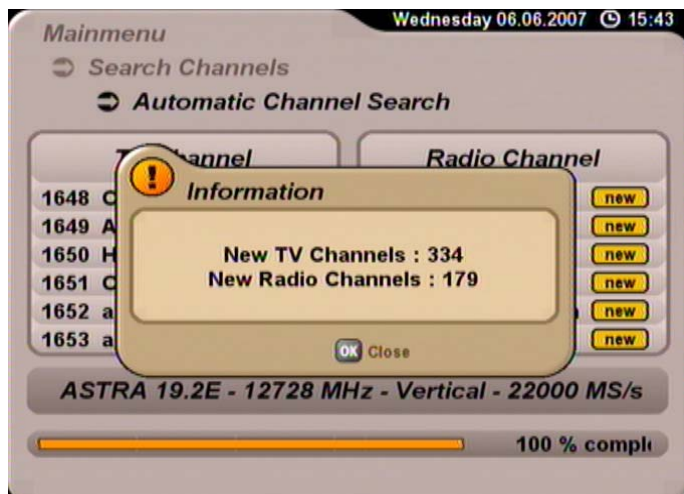 Wednesday 06.06.2007 15:43
Mainmenu
Search Channels
Automatic Channel Search
Radio Channel
Information
New TV Channels : 334
New Radio Channels : 179
OK Close
1648 new
1649 A new
1650 H new
1651 new
1652 a new
1653 a new
ASTRA 19.2E - 12728 MHz - Vertical - 22000 MS/s
100 %